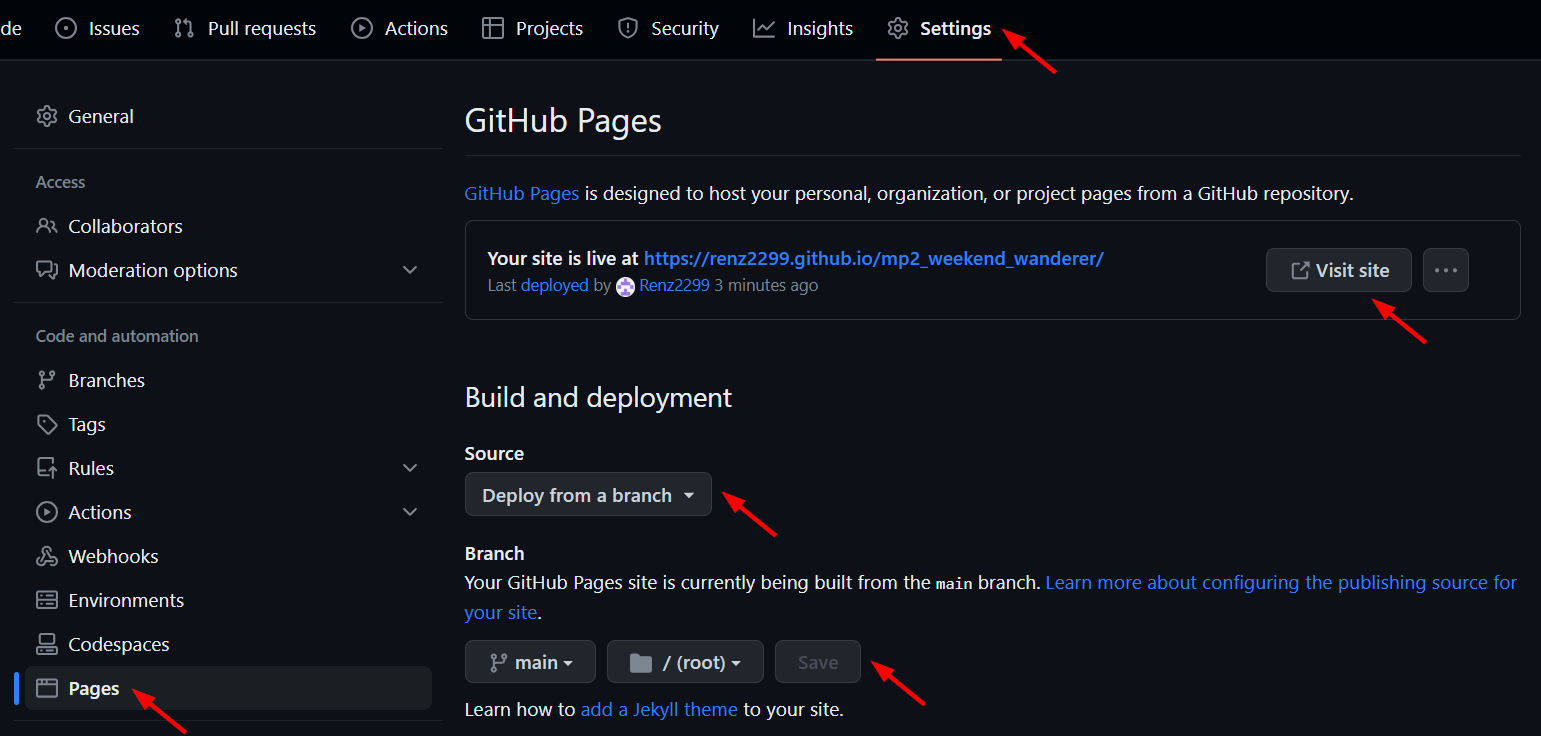 de Issues Pull requests Actions Projects Security Insights Settings
General
Access
Collaborators
Moderation options
Code and automation
Branches
Tags
Rules
Actions
Webhooks
Environments
Codespaces
Pages
GitHub Pages
GitHub Pages is designed to host your personal, organization, or project pages from a GitHub repository.
Your site is live at https://renz2299.github.io/mp2_weekend_wanderer/
Last deployed by Renz2299 3 minutes ago
Visit site
Build and deployment
Source
Deploy from a branch
Branch
Your GitHub Pages site is currently being built from the main branch. Learn more about configuring the publishing source for
your site.
main / (root) Save
Learn how to add a Jekyll theme to your site.